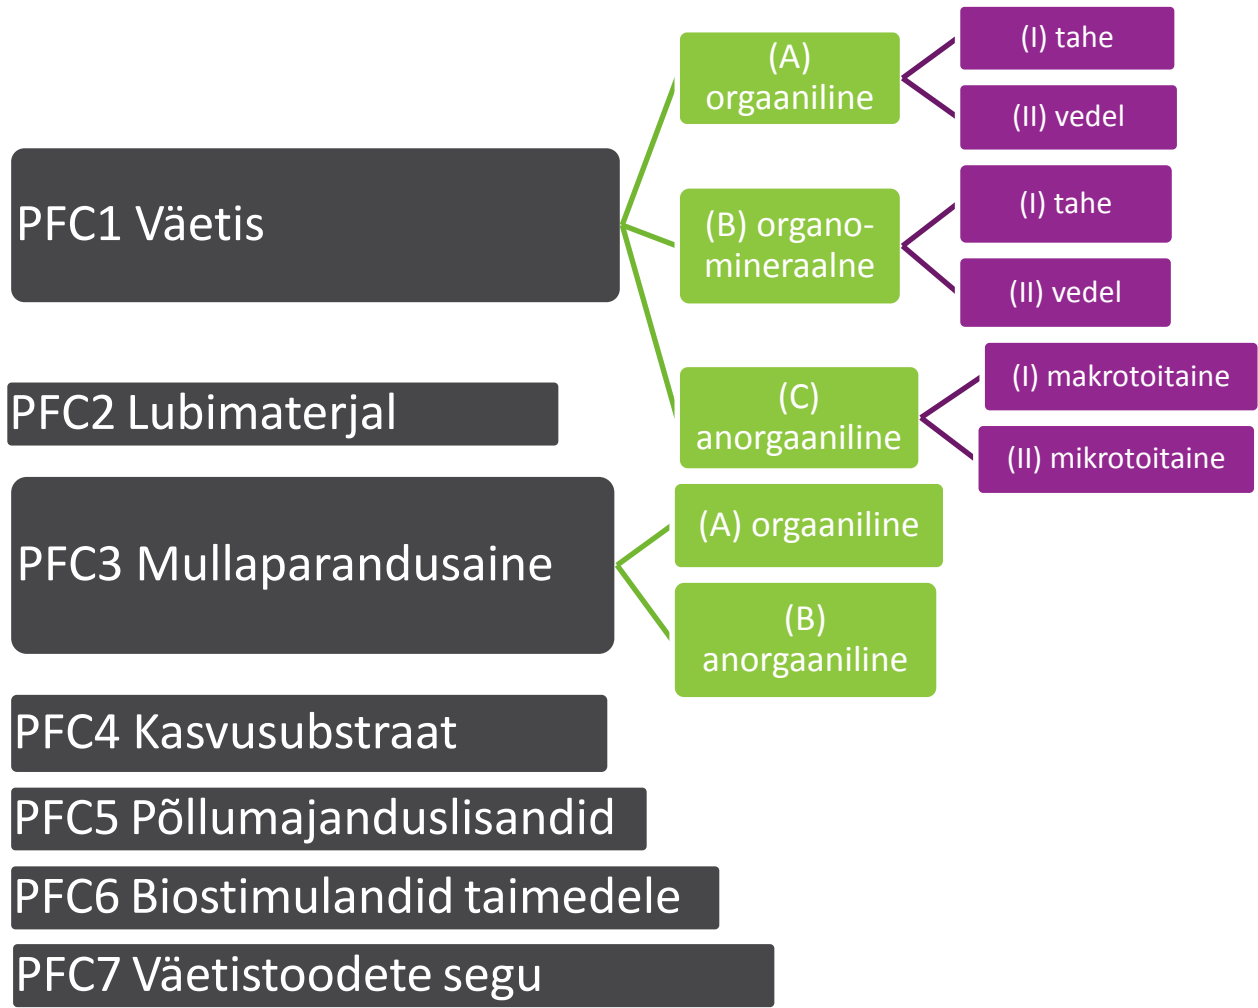 PFC1 Väetis
(A)
orgaaniline
(I) tahe
(II) vedel
(B) organo-
mineraalne
(I) tahe
(II) vedel
(C)
anorgaaniline
(I) makrotoitaine
(II) mikrotoitaine
PFC2 Lubimaterjal
PFC3 Mullaparandusaine
(A) orgaaniline
(B)
anorgaaniline
PFC4 Kasvusubstraat
PFC5 Põllumajanduslisandid
PFC6 Biostimulandid taimedele
PFC7 Väetistoodete segu